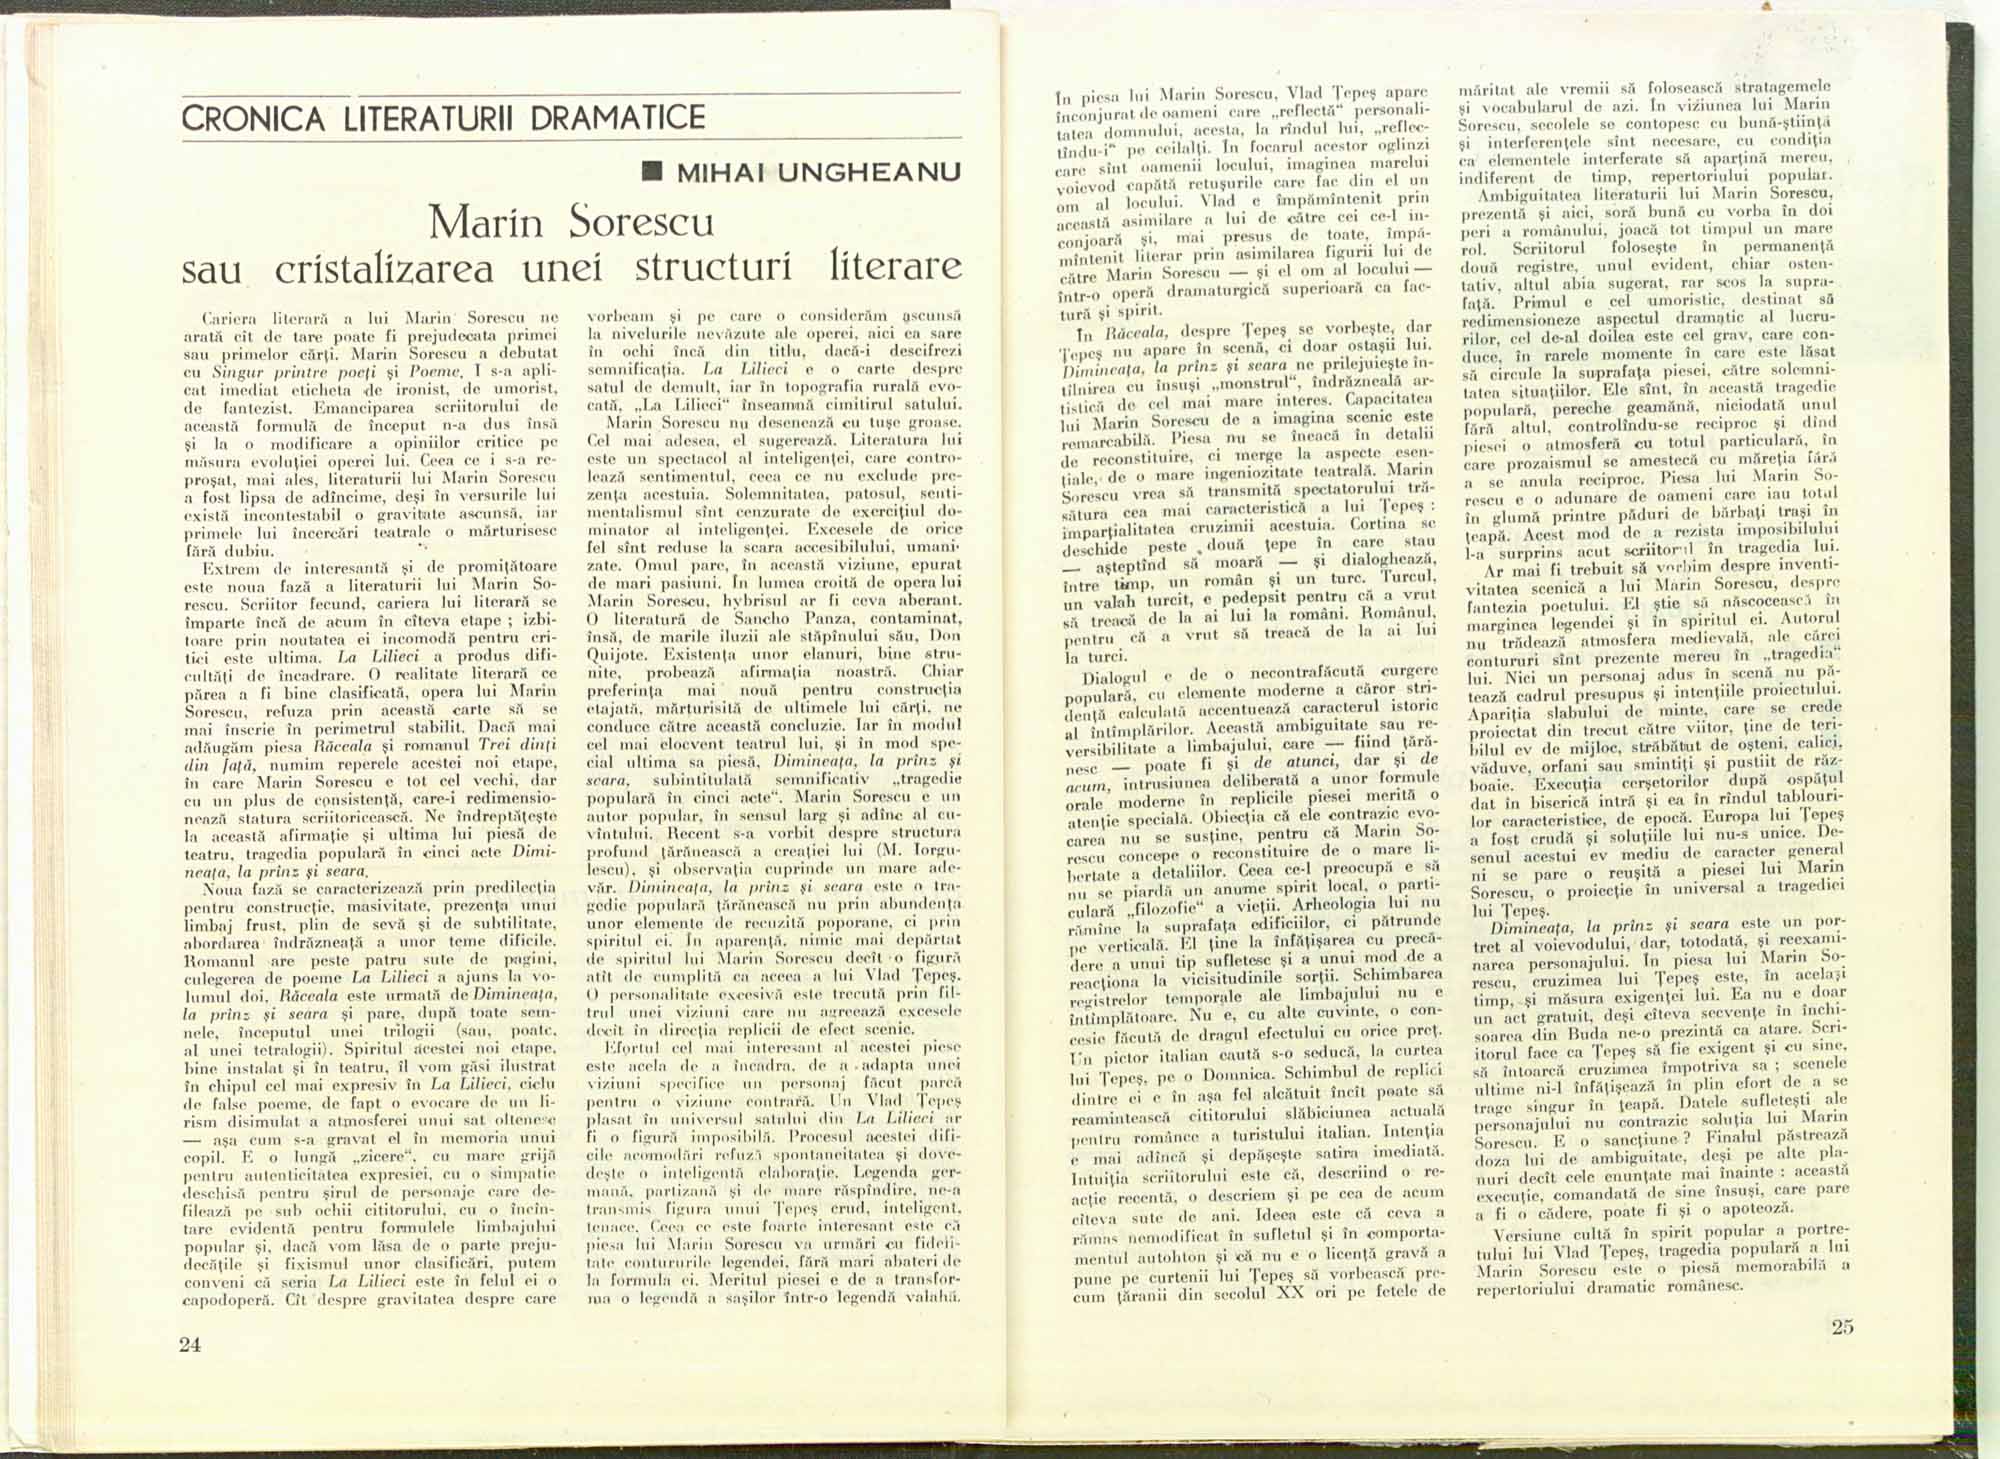 CRONICA LITERATURII DRAMATICE
■ MIHAI UNGHEANU
Marin Sorescu
sau cristalizarea unei structuri literare
Cariera literară a lui Marin Sorescu ne
arată cît de tare poate fi prejudecata primei
sau primelor cărți. Marin Sorescu a debutat
cu Singur printre poeți și Poeme. I s-a apli-
cat imediat eticheta de ironist, de umorist,
de fantezist. Emanciparea scriitorului de
această formulă de început n-a dus însă
și la o modificare a opiniilor critice pe
măsura evoluției operei lui. Ceea ce i s-a re-
proșat, mai ales, literaturii lui Marin Sorescu
a fost lipsa de adîncime, deși în versurile lui
există incontestabil o gravitate ascunsă, iar
primele lui încercări teatrale o mărturisesc
fără dubiu.
Extrem de interesantă și de promițătoare
este noua fază a literaturii lui Marin So-
rescu. Scriitor fecund, cariera lui literară se
împarte încă de acum în cîteva etape ; izbi-
toare prin noutatea ei incomodă pentru cri-
tici este ultima. La Lilieci a produs difi-
cultăți de încadrare. O realitate literară ce
părea a fi bine clasificată, opera lui Marin
Sorescu, refuza prin această carte să se
mai înscrie în perimetrul stabilit. Dacă mai
adăugăm piesa Răceala și romanul Trei dinți
din față, numim reperele acestei noi etape,
în care Marin Sorescu e tot cel vechi, dar
cu un plus de consistență, care-i redimensio-
nează statura scriitoricească. Ne îndreptățește
la această afirmație și ultima lui piesă de
teatru, tragedia populară în cinci acte Dimi-
neața, la prînz și seara.
Noua fază se caracterizează prin predilecția
pentru construcție, masivitate, prezența unui
limbaj frust, plin de sevă și de subtilitate,
abordarea îndrăzneață a unor teme dificile.
Romanul are peste patru sute de pagini,
culegerea de poeme La Lilieci a ajuns la vo-
lumul doi, Răceala este urmată de Dimineața,
la prînz și seara și pare, după toate sem-
nele, începutul unei trilogii (sau, poate,
al unei tetralogii). Spiritul acestei noi etape,
bine instalat și în teatru, îl vom găsi ilustrat
în chipul cel mai expresiv în La Lilieci, ciclu
de false poeme, de fapt o evocare de un li-
rism disimulat a atmosferei unui sat oltenesc
— așa cum s-a gravat el în memoria unui
copil. E o lungă „zicere“, cu mare grijă
pentru autenticitatea expresiei, cu o simpatie
deschisă pentru șirul de personaje care de-
filează pe sub ochii cititorului, cu o încîn-
tare evidentă pentru formulele limbajului
popular și, dacă vom lăsa de o parte preju-
decățile și fixismul unor clasificări, putem
conveni că seria La Lilieci este în felul ei o
capodoperă. Cît despre gravitatea despre care
vorbeam și pe care o considerăm ascunsă
la nivelurile nevăzute ale operei, aici ea sare
în ochi încă din titlu, dacă-i descifrezi
semnificația. La Lilieci e o carte despre
satul de demult, iar în topografia rurală evo-
cată, „La Lilieci“ înseamnă cimitirul satului.
Marin Sorescu nu desenează cu tușe groase.
Cel mai adesea, el sugerează. Literatura lui
este un spectacol al inteligenței, care contro-
lează sentimentul, ceea ce nu exclude pre-
zența acestuia. Solemnitatea, patosul, senti-
mentalismul sînt cenzurate de exercițiul do-
minator al inteligenței. Excesele de orice
fel sînt reduse la scara accesibilului, umani-
zate. Omul pare, în această viziune, epurat
de mari pasiuni. În lumea croită de opera lui
Marin Sorescu, hybrisul ar fi ceva aberant.
O literatură de Sancho Panza, contaminat,
însă, de marile iluzii ale stăpînului său, Don
Quijote. Existența unor elanuri, bine stru-
nite, probează afirmația noastră. Chiar
preferința mai nouă pentru construcția
etajată, mărturisită de ultimele lui cărți, ne
conduce către această concluzie. Iar în modul
cel mai elocvent teatrul lui, și în mod spe-
cial ultima sa piesă, Dimineața, la prînz și
seara, subintitulată semnificativ „tragedie
populară în cinci acte“. Marin Sorescu e un
autor popular, în sensul larg și adînc al cu-
vîntului. Recent s-a vorbit despre structura
profund țărănească a creației lui (M. Iorgu-
lescu), și observația cuprinde un mare ade-
văr. Dimineața, la prînz și seara este o tra-
gedie populară țărănească nu prin abundența
unor elemente de recuzită poporane, ci prin
spiritul ei. În aparență, nimic mai depărtat
de spiritul lui Marin Sorescu decît o figură
atît de cumplită ca aceea a lui Vlad Țepeș.
O personalitate excesivă este trecută prin fil-
trul unei viziuni care nu agreează excesele
decît în direcția replicii de efect scenic.
Efortul cel mai interesant al acestei piese
este acela de a încadra, de a adapta unei
viziuni specifice un personaj făcut parcă
pentru o viziune contrară. Un Vlad Țepeș
plasat în universul satului din La Lilieci ar
fi o figură imposibilă. Procesul acestei difi-
cile acomodări refuză spontaneitatea și dove-
dește o inteligentă elaborație. Legenda ger-
mană, partizană și de mare răspîndire, ne-a
transmis figura unui Țepeș crud, inteligent,
tenace. Ceea ce este foarte interesant este că
piesa lui Marin Sorescu va urmări cu fideli-
tate contururile legendei, fără mari abateri de
la formula ei. Meritul piesei e de a transfor-
ma o legendă a sașilor într-o legendă valahă.
24
În piesa lui Marin Sorescu, Vlad Țepeș apare
înconjurat de oameni care „reflectă“ personali-
tatea domnului, acesta, la rîndul lui, „reflec-
tîndu-i“ pe ceilalți. În focarul acestor oglinzi
care sînt oamenii locului, imaginea marelui
voievod capătă retușurile care fac din el un
om al locului. Vlad e împămîntenit prin
această asimilare a lui de către cei ce-l în-
conjoară și, mai presus de toate, împă-
mîntenit literar prin asimilarea figurii lui de
către Marin Sorescu — și el om al locului —
într-o operă dramaturgică superioară ca fac-
tură și spirit.
În Răceala, despre Țepeș se vorbește, dar
Țepeș nu apare în scenă, ci doar ostașii lui.
Dimineața, la prînz și seara ne prilejuiește în-
tîlnirea cu însuși „monstrul“, îndrăzneală ar-
tistică de cel mai mare interes. Capacitatea
lui Marin Sorescu de a imagina scenic este
remarcabilă. Piesa nu se îneacă în detalii
de reconstituire, ci merge la aspecte esen-
țiale, de o mare ingeniozitate teatrală. Marin
Sorescu vrea să transmită spectatorului tră-
sătura cea mai caracteristică a lui Țepeș :
imparțialitatea cruzimii acestuia. Cortina se
deschide peste două țepe în care stau
— așteptînd să moară — și dialoghează,
între timp, un român și un turc. Turcul,
un valah turcit, e pedepsit pentru că a vrut
să treacă de la ai lui la români. Românul,
pentru că a vrut să treacă de la ai lui
la turci.
Dialogul e de o necontrafăcută curgere
populară, cu elemente moderne a căror stri-
dență calculată accentuează caracterul istoric
al întîmplărilor. Această ambiguitate sau re-
versibilitate a limbajului, care — fiind țără-
nesc — poate fi și de atunci, dar și de
acum, intrusiunea deliberată a unor formule
orale moderne în replicile piesei merită o
atenție specială. Obiecția că ele contrazic evo-
carea nu se susține, pentru că Marin So-
rescu concepe o reconstituire de o mare li-
bertate a detaliilor. Ceea ce-l preocupă e să
nu se piardă un anume spirit local, o parti-
culară „filozofie“ a vieții. Arheologia lui nu
rămîne la suprafața edificiilor, ci pătrunde
pe verticală. El ține la înfățișarea cu precă-
dere a unui tip sufletesc și a unui mod de a
reacționa la vicisitudinile sorții. Schimbarea
registrelor temporale ale limbajului nu e
întîmplătoare. Nu e, cu alte cuvinte, o con-
cesie făcută de dragul efectului cu orice preț.
Un pictor italian caută s-o seducă, la curtea
lui Țepeș, pe o Domnica. Schimbul de replici
dintre ei e în așa fel alcătuit încît poate să
reamintească cititorului slăbiciunea actuală
pentru românce a turistului italian. Intenția
e mai adîncă și depășește satira imediată.
Intuiția scriitorului este că, descriind o re-
acție recentă, o descriem și pe cea de acum
cîteva sute de ani. Ideea este că ceva a
rămas nemodificat în sufletul și în comporta-
mentul autohton și că nu e o licență gravă a
pune pe curtenii lui Țepeș să vorbească pre-
cum țăranii din secolul XX ori pe fetele de
măritat ale vremii să folosească stratagemele
și vocabularul de azi. În viziunea lui Marin
Sorescu, secolele se contopesc cu bună-știință
și interferențele sînt necesare, cu condiția
ca elementele interferate să aparțină mereu,
indiferent de timp, repertoriului popular.
Ambiguitatea literaturii lui Marin Sorescu,
prezentă și aici, soră bună cu vorba în doi
peri a românului, joacă tot timpul un mare
rol. Scriitorul folosește în permanență
două registre, unul evident, chiar osten-
tativ, altul abia sugerat, rar scos la supra-
față. Primul e cel umoristic, destinat să
redimensioneze aspectul dramatic al lucru-
rilor, cel de-al doilea este cel grav, care con-
duce, în rarele momente în care este lăsat
să circule la suprafața piesei, către solemni-
tatea situațiilor. Ele sînt, în această tragedie
populară, pereche geamănă, niciodată unul
fără altul, controlîndu-se reciproc și dînd
piesei o atmosferă cu totul particulară, în
care prozaismul se amestecă cu măreția fără
a se anula reciproc. Piesa lui Marin So-
rescu e o adunare de oameni care iau totul
în glumă printre păduri de bărbați trași în
țeapă. Acest mod de a rezista imposibilului
l-a surprins acut scriitorul în tragedia lui.
Ar mai fi trebuit să vorbim despre inventi-
vitatea scenică a lui Marin Sorescu, despre
fantezia poetului. El știe să născocească în
marginea legendei și în spiritul ei. Autorul
nu trădează atmosfera medievală, ale cărei
contururi sînt prezente mereu în „tragedia“
lui. Nici un personaj adus în scenă nu pă-
tează cadrul presupus și intențiile proiectului.
Apariția slabului de minte, care se crede
proiectat din trecut către viitor, ține de teri-
bilul ev de mijloc, străbătut de oșteni, calici,
văduve, orfani sau smintiți și pustiit de răz-
boaie. Execuția cerșetorilor după ospățul
dat în biserică intră și ea în rîndul tablouri-
lor caracteristice, de epocă. Europa lui Țepeș
a fost crudă și soluțiile lui nu-s unice. De-
senul acestui ev mediu de caracter general
ni se pare o reușită a piesei lui Marin
Sorescu, o proiecție în universal a tragediei
lui Țepeș.
Dimineața, la prînz și seara este un por-
tret al voievodului, dar, totodată, și reexami-
narea personajului. În piesa lui Marin So-
rescu, cruzimea lui Țepeș este, în același
timp, și măsura exigenței lui. Ea nu e doar
un act gratuit, deși cîteva secvențe în închi-
soarea din Buda ne-o prezintă ca atare. Scri-
itorul face ca Țepeș să fie exigent și cu sine,
să întoarcă cruzimea împotriva sa ; scenele
ultime ni-l înfățișează în plin efort de a se
trage singur în țeapă. Datele sufletești ale
personajului nu contrazic soluția lui Marin
Sorescu. E o sancțiune ? Finalul păstrează
doza lui de ambiguitate, deși pe alte pla-
nuri decît cele enunțate mai înainte : această
execuție, comandată de sine însuși, care pare
a fi o cădere, poate fi și o apoteoză.
Versiune cultă în spirit popular a portre-
tului lui Vlad Țepeș, tragedia populară a lui
Marin Sorescu este o piesă memorabilă a
repertoriului dramatic românesc.
25